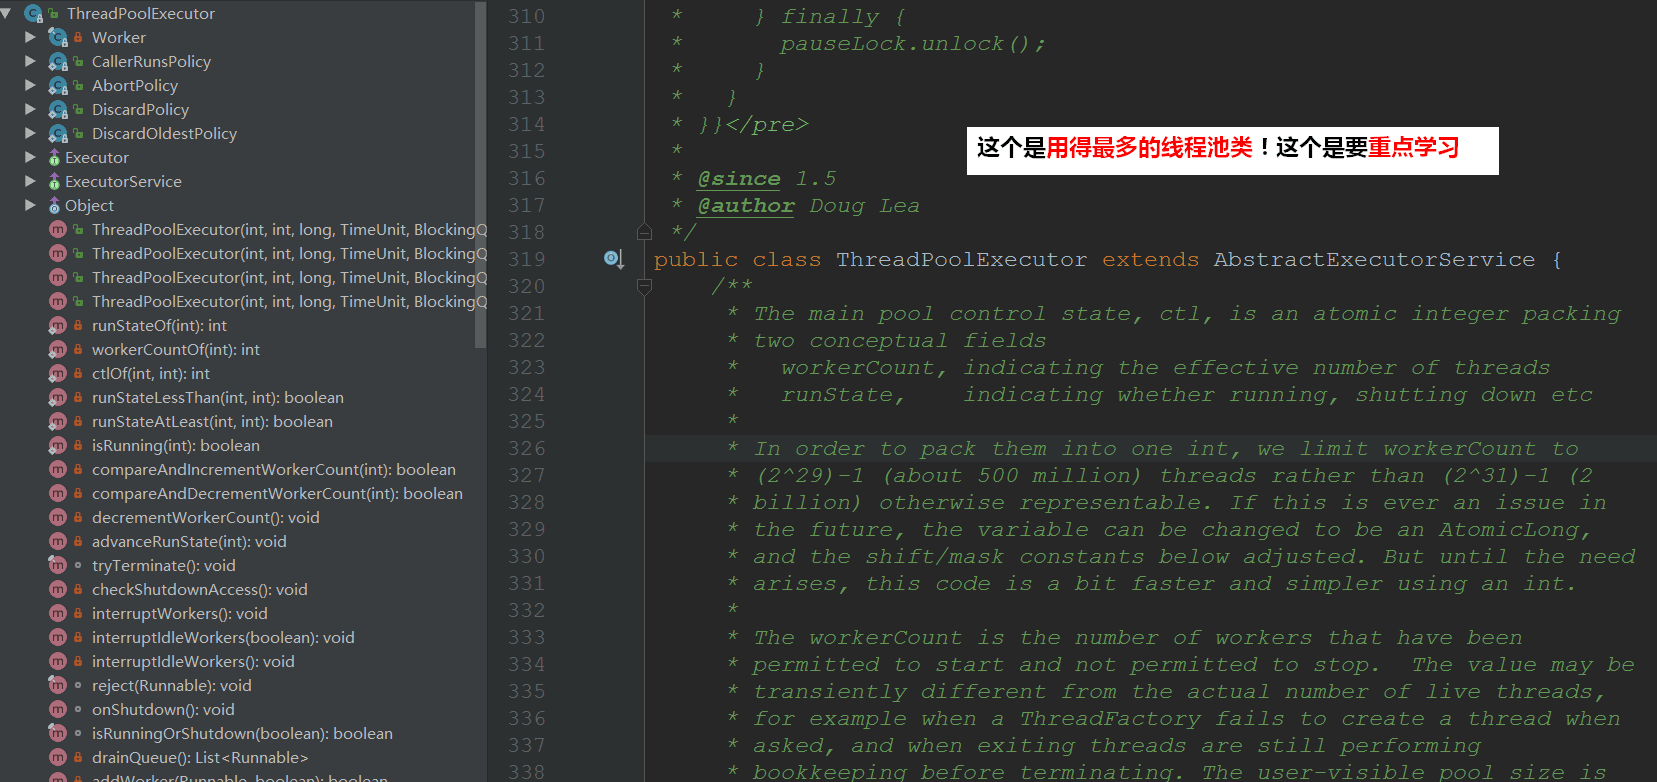 ThreadPoolExecutor
Worker
CallerRunsPolicy
AbortPolicy
DiscardPolicy
DiscardOldestPolicy
Executor
ExecutorService
Object
ThreadPoolExecutor(int, int, long, TimeUnit, BlockingQ
ThreadPoolExecutor(int, int, long, TimeUnit, BlockingQ
ThreadPoolExecutor(int, int, long, TimeUnit, BlockingQ
ThreadPoolExecutor(int, int, long, TimeUnit, BlockingQ
runStateOf(int): int
workerCountOf(int): int
ctlOf(int, int): int
runStateLessThan(int, int): boolean
runStateAtLeast(int, int): boolean
isRunning(int): boolean
compareAndIncrementWorkerCount(int): boolean
compareAndDecrementWorkerCount(int): boolean
decrementWorkerCount(): void
advanceRunState(int): void
tryTerminate(): void
checkShutdownAccess(): void
interruptWorkers(): void
interruptIdleWorkers(boolean): void
interruptIdleWorkers(): void
reject(Runnable): void
onShutdown(): void
isRunningOrShutdown(boolean): boolean
drainQueue(): List<Runnable>
addWorker(Runnable, boolean): boolean
310 * } finally {
311 * pauseLock.unlock();
312 * }
313 * }
314 * }}</pre>
这个是用得最多的线程池类！这个是要重点学习
315 *
316 * @since 1.5
317 * @author Doug Lea
318 */
319 public class ThreadPoolExecutor extends AbstractExecutorService {
320 /**
321 * The main pool control state, ctl, is an atomic integer packing
322 * two conceptual fields
323 * workerCount, indicating the effective number of threads
324 * runState, indicating whether running, shutting down etc
325 *
326 * In order to pack them into one int, we limit workerCount to
327 * (2^29)-1 (about 500 million) threads rather than (2^31)-1 (2
328 * billion) otherwise representable. If this is ever an issue in
329 * the future, the variable can be changed to be an AtomicLong,
330 * and the shift/mask constants below adjusted. But until the need
331 * arises, this code is a bit faster and simpler using an int.
332 *
333 * The workerCount is the number of workers that have been
334 * permitted to start and not permitted to stop. The value may be
335 * transiently different from the actual number of live threads,
336 * for example when a ThreadFactory fails to create a thread when
337 * asked, and when exiting threads are still performing
338 * bookkeeping before terminating. The user-visible pool size is